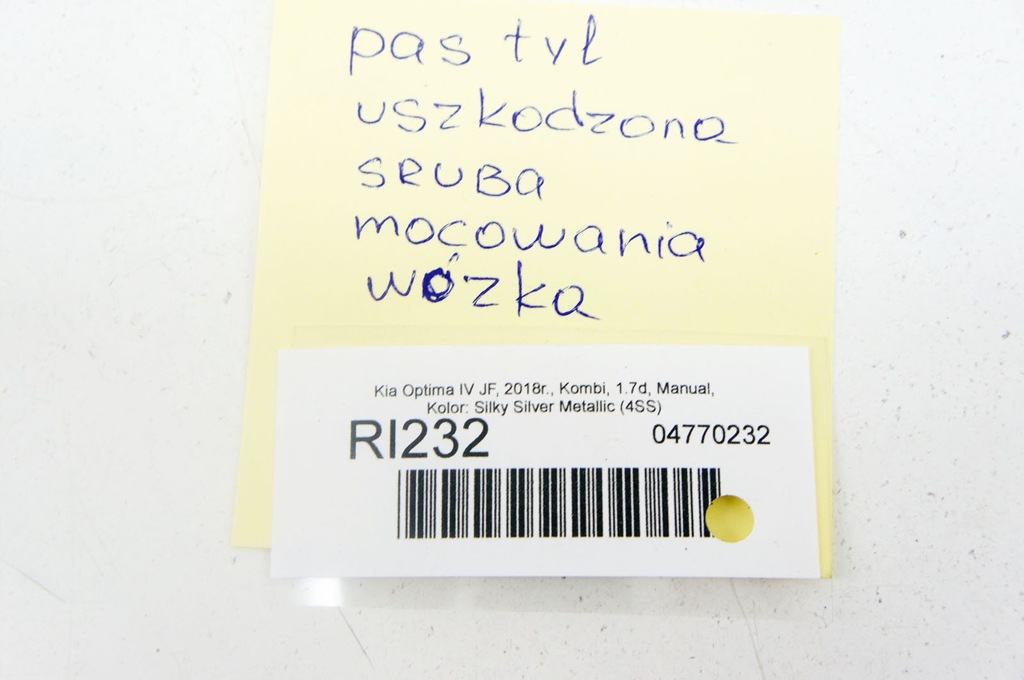 pas tył
uszkodzona
SRUBA
mocowania
wózka
Kia Optima IV JF, 2018r., Kombi, 1.7d, Manual,
Kolor: Silky Silver Metallic (4SS)
RI232 04770232